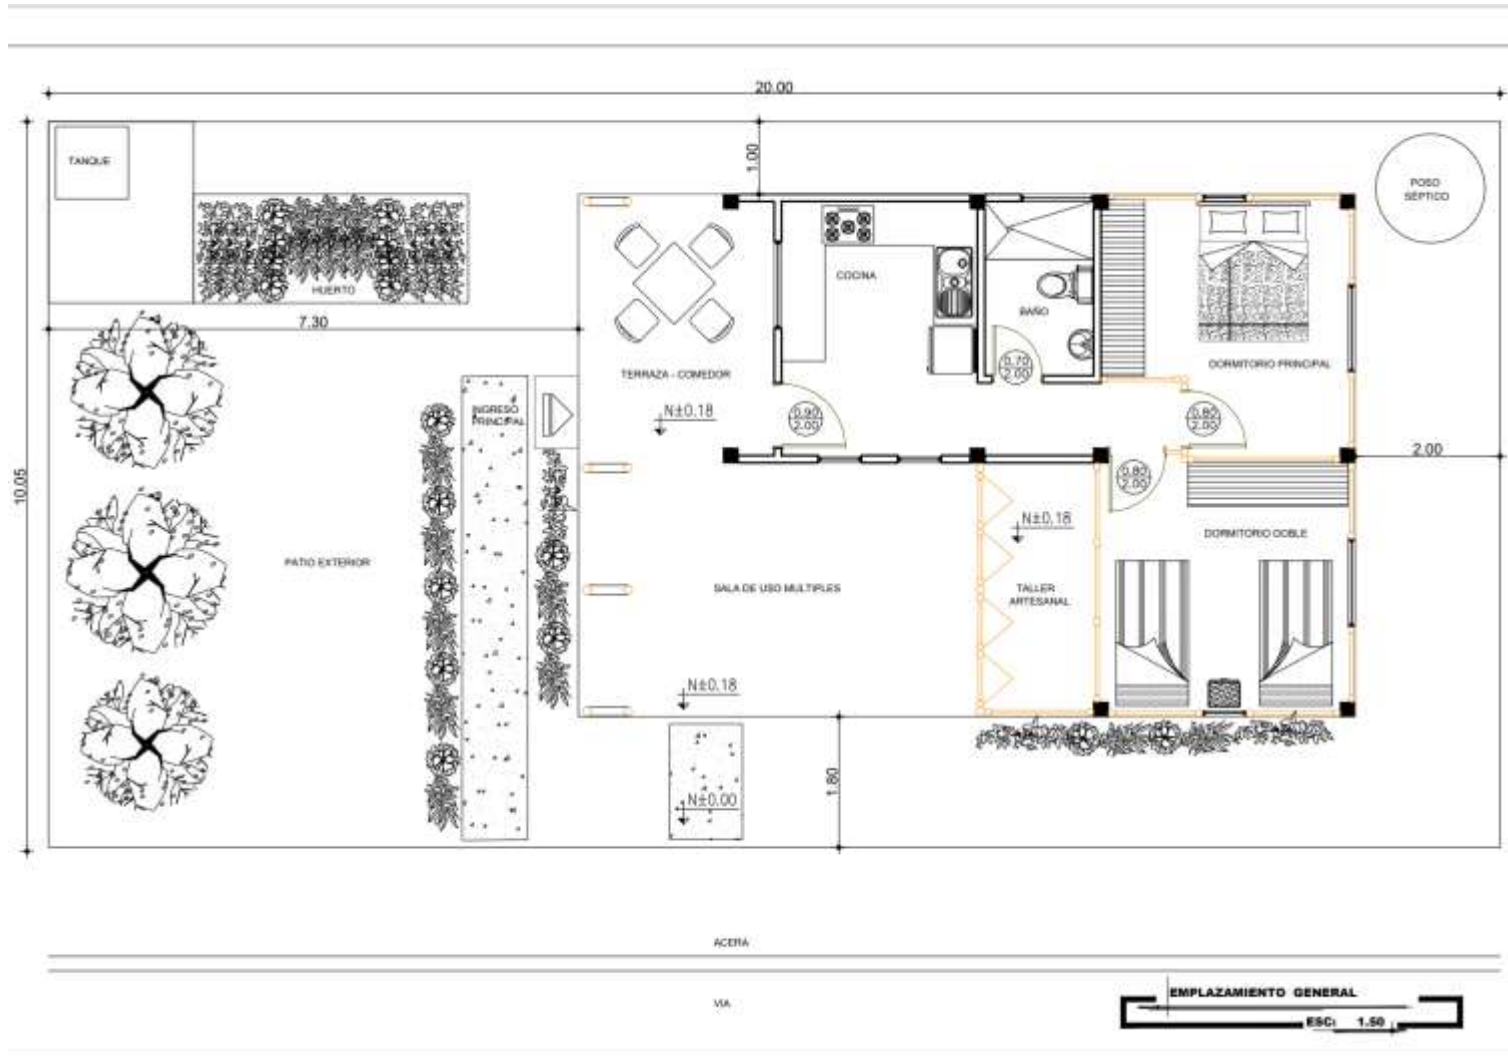 20.00
TANQUE
1.00
POSO
SÉPTICO
HUERTO
COCINA
BAÑO
7.30
TERRAZA - COMEDOR
DORMITORIO PRINCIPAL
0.70
2.00
INGRESO
PRINCIPAL
N±0.18
0.90
2.00
0.80
2.00
2.00
10.05
0.80
2.00
N±0.18
DORMITORIO DOBLE
PATIO EXTERIOR
SALA DE USO MULTIPLES
TALLER
ARTESANAL
N±0.18
1.80
N±0.00
ACERA
VIA
EMPLAZAMIENTO GENERAL
ESC: 1.50